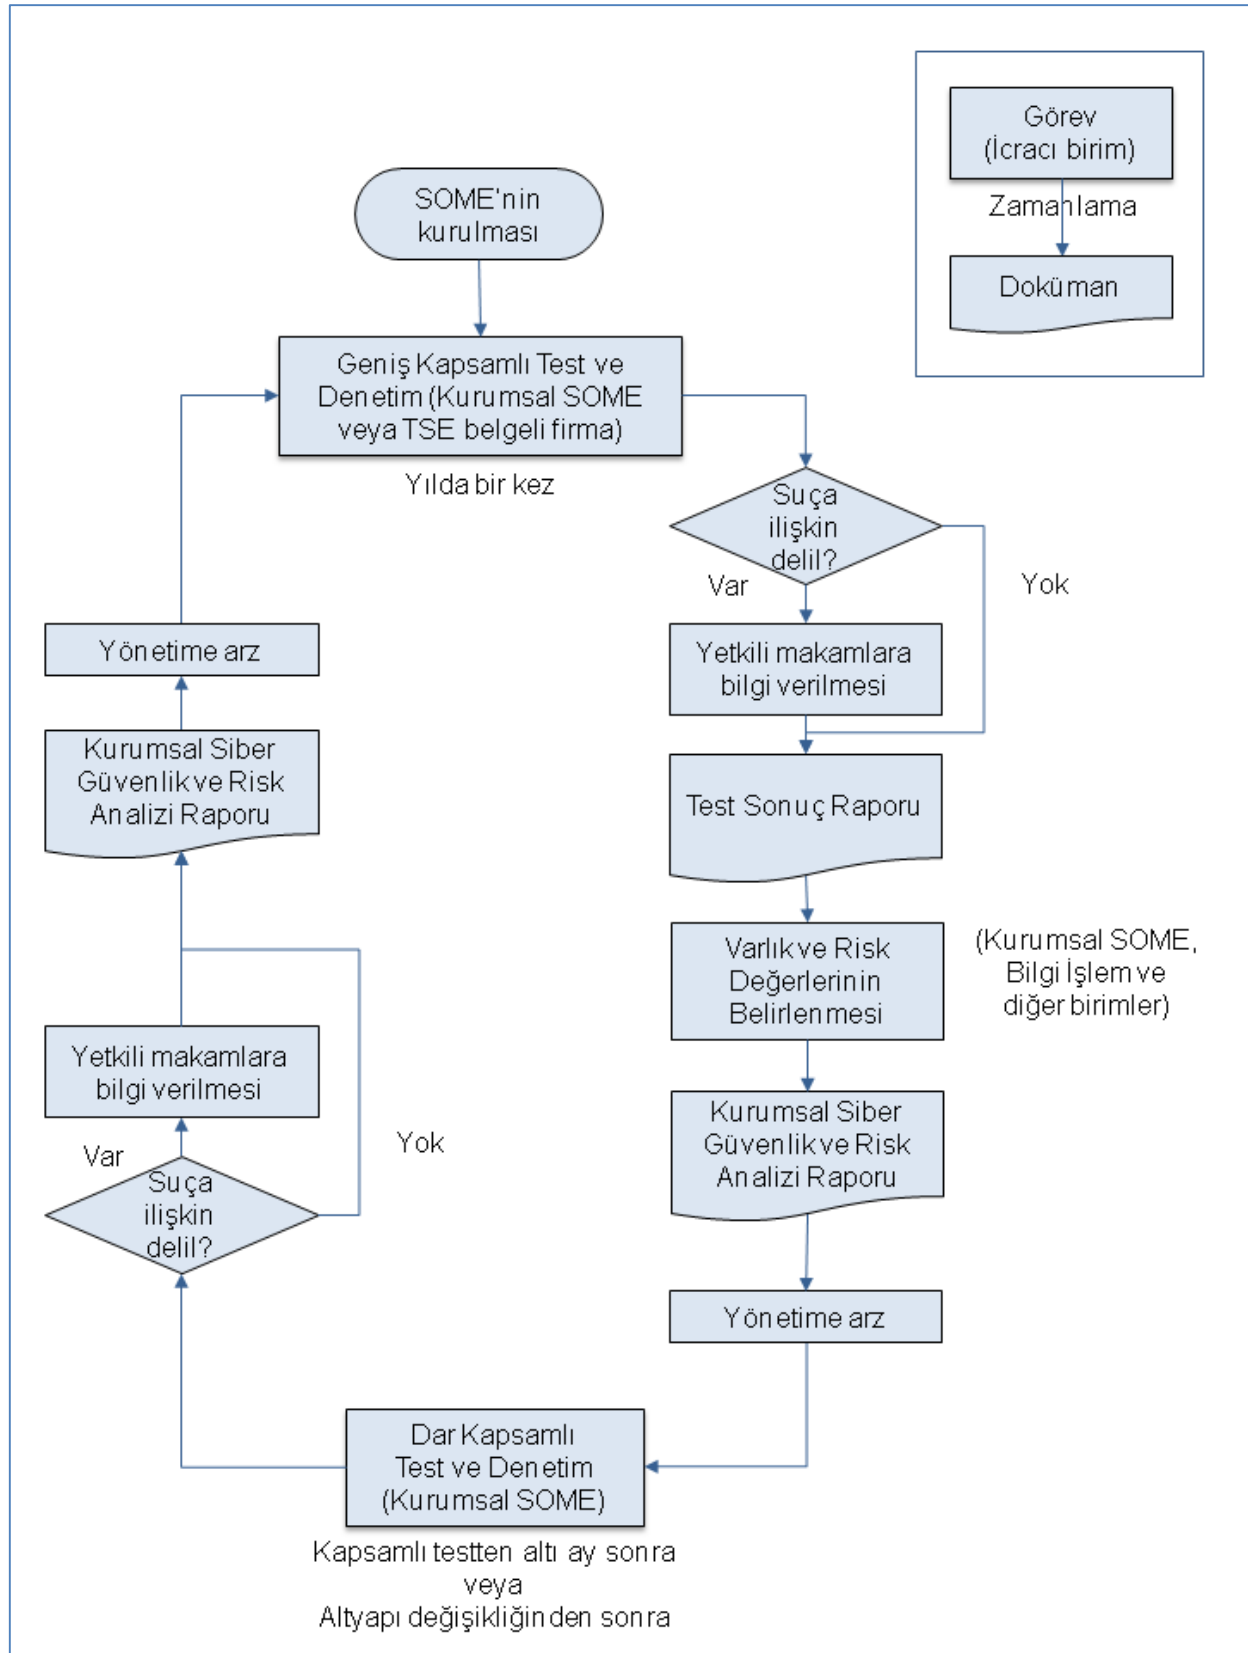 Görev
(İcracı birim)
Zamanlama
Doküman
SOME'nin
kurulması
Geniş Kapsamlı Test ve
Denetim (Kurumsal SOME
veya TSE belgeli firma)
Yılda bir kez
Suça
ilişkin
delil?
Var
Yok
Yetkili makamlara
bilgi verilmesi
Test Sonuç Raporu
Varlık ve Risk
Değerlerinin
Belirlenmesi
(Kurumsal SOME,
Bilgi İşlem ve
diğer birimler)
Kurumsal Siber
Güvenlik ve Risk
Analizi Raporu
Yönetime arz
Dar Kapsamlı
Test ve Denetim
(Kurumsal SOME)
Kapsamlı testten altı ay sonra
veya
Altyapı değişikliğinden sonra
Suça
ilişkin
delil?
Var
Yok
Yetkili makamlara
bilgi verilmesi
Kurumsal Siber
Güvenlik ve Risk
Analizi Raporu
Yönetime arz